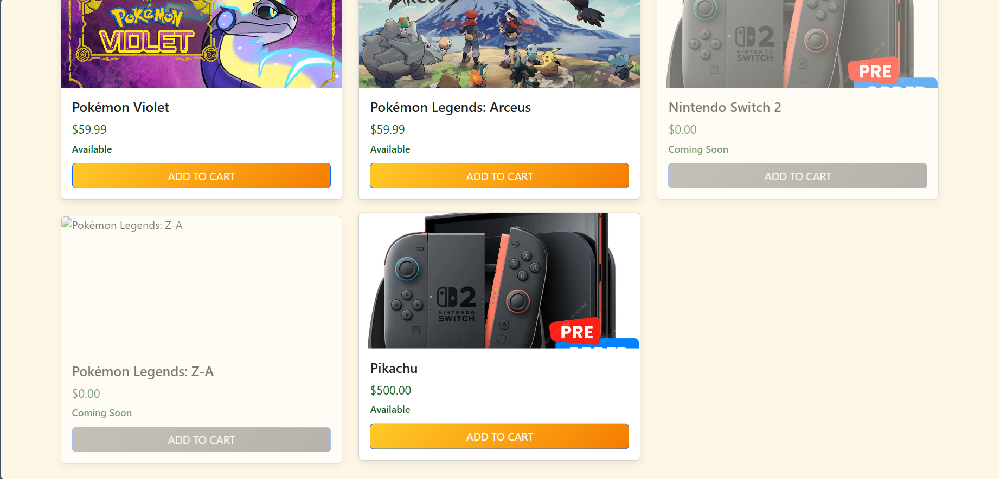 Pokémon
VIOLET
Pokémon Violet
$59.99
Available
ADD TO CART
Pokémon Legends: Arceus
$59.99
Available
ADD TO CART
Y
A
B
2
NINTENDO
SWITCH
pngtree
PRE
Nintendo Switch 2
$0.00
Coming Soon
ADD TO CART
Pokémon Legends: Z-A
Pokémon Legends: Z-A
$0.00
Coming Soon
ADD TO CART
X
Y
A
B
2
NINTENDO
SWITCH
pngtree
PRE
Pikachu
$500.00
Available
ADD TO CART